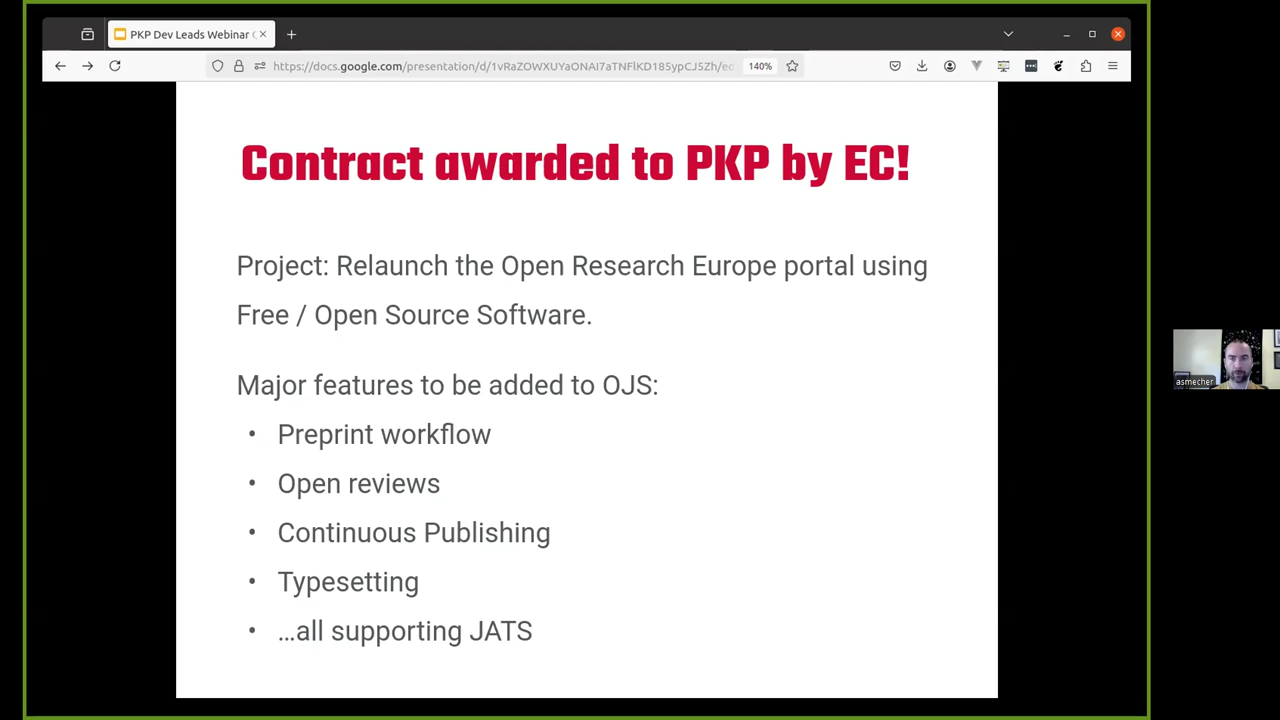 PKP Dev Leads Webinar
https://docs.google.com/presentation/d/1vRaZOWXUYaONAI7aTNFlKD185ypCJ5Zh/ed
140%
Contract awarded to PKP by EC!
Project: Relaunch the Open Research Europe portal using
Free / Open Source Software.
Major features to be added to OJS:
• Preprint workflow
• Open reviews
• Continuous Publishing
• Typesetting
• …all supporting JATS
asmecher